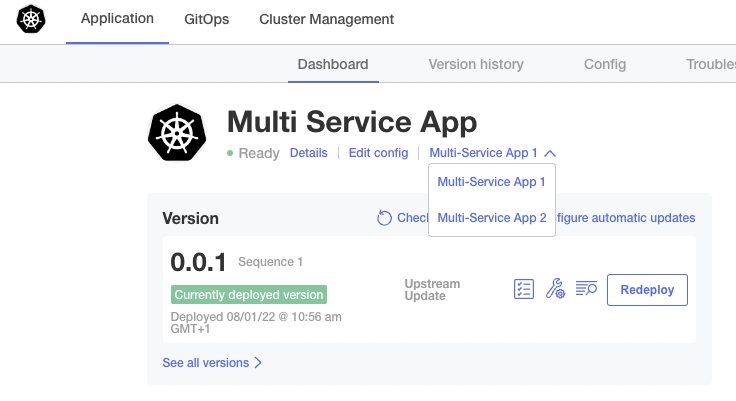 Application GitOps Cluster Management
Dashboard Version history Config Troubles
Multi Service App
Ready Details Edit config Multi-Service App 1
Multi-Service App 1
Version
Multi-Service App 2
figure automatic updates
0.0.1 Sequence 1
Currently deployed version
Deployed 08/01/22 @ 10:56 am
GMT+1
Upstream
Update
Redeploy
See all versions